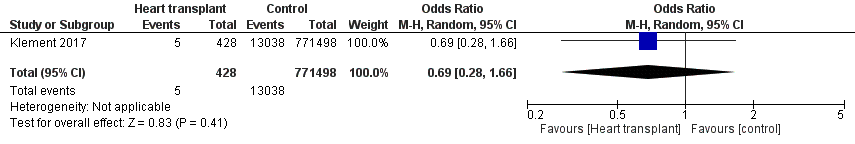 Heart transplant Control Odds Ratio Odds Ratio
Study or Subgroup Events Total Events Total Weight M-H, Random, 95% CI M-H, Random, 95% CI
Klement 2017 5 428 13038 771498 100.0% 0.69 [0.28, 1.66]
Total (95% CI) 428 771498 100.0% 0.69 [0.28, 1.66]
Total events 5 13038
Heterogeneity: Not applicable
Test for overall effect: Z = 0.83 (P = 0.41)
0.2 0.5 1 2 5
Favours [Heart transplant] Favours [control]